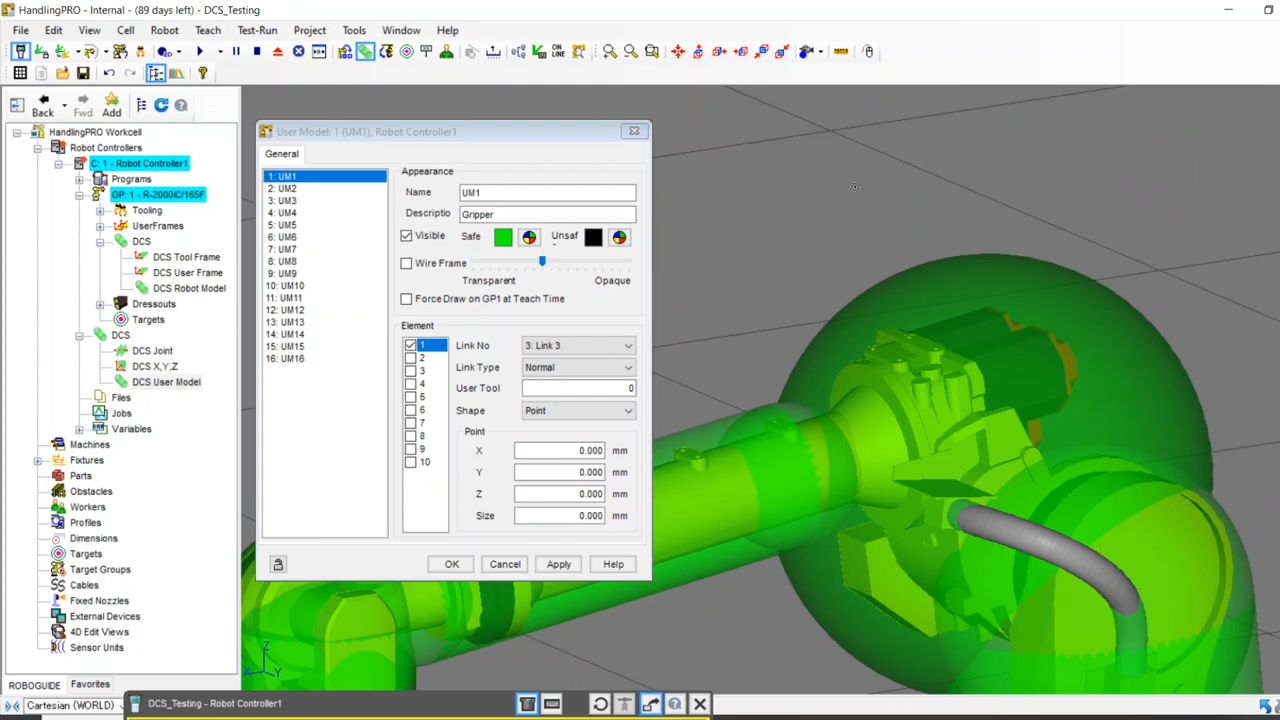 HandlingPRO - Internal - (89 days left) - DCS_Testing
File Edit View Cell Robot Teach Test-Run Project Tools Window Help
ON LINE
Back Fwd Add
HandlingPRO Workcell
Robot Controllers
C: 1 - Robot Controller1
Programs
GP: 1 - R-2000iC/165F
Tooling
UserFrames
DCS
DCS Tool Frame
DCS User Frame
DCS Robot Model
Dressouts
Targets
DCS
DCS Joint
DCS X,Y,Z
DCS User Model
Files
Jobs
Variables
Machines
Fixtures
Parts
Obstacles
Workers
Profiles
Dimensions
Targets
Target Groups
Cables
Fixed Nozzles
External Devices
4D Edit Views
Sensor Units
ROBOGUIDE Favorites
Cartesian (WORLD)
User Model: 1 (UM1), Robot Controller1
General
1: UM1
2: UM2
3: UM3
4: UM4
5: UM5
6: UM6
7: UM7
8: UM8
9: UM9
10: UM10
11: UM11
12: UM12
13: UM13
14: UM14
15: UM15
16: UM16
Appearance
Name UM1
Descriptio Gripper
Visible Safe Unsaf
Wire Frame
Transparent Opaque
Force Draw on GP1 at Teach Time
Element
1
2
3
4
5
6
7
8
9
10
Link No 3: Link 3
Link Type Normal
User Tool 0
Shape Point
Point
X 0.000 mm
Y 0.000 mm
Z 0.000 mm
Size 0.000 mm
OK Cancel Apply Help
Z
X Y
DCS_Testing - Robot Controller1